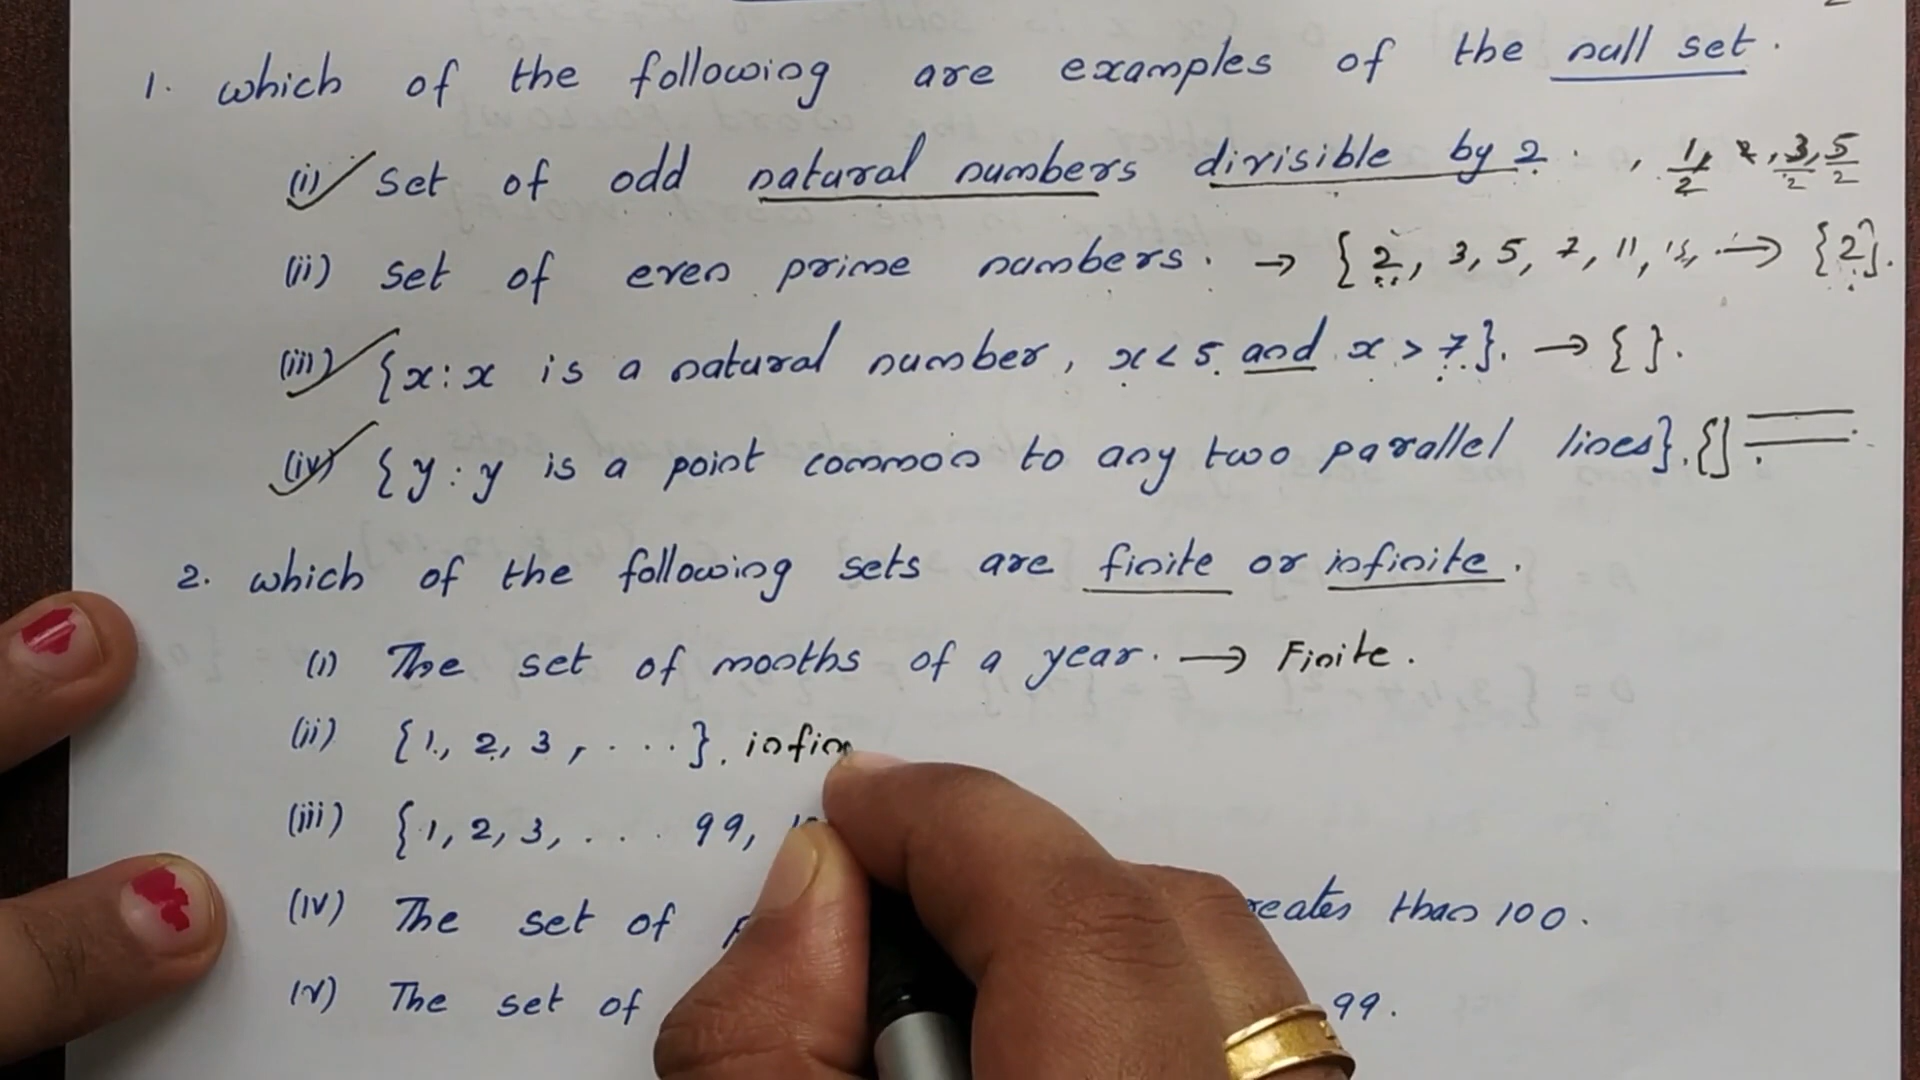 1. which of the following are examples of the null set.
(i) set of odd natural numbers divisible by 2. , 1/2, 2, 3/2, 5/2
(ii) set of even prime numbers. → {2, 3, 5, 7, 11, 13, → {2}.
(iii) {x:x is a natural number, x<5 and x>7}. → { }.
(iv) {y:y is a point common to any two parallel lines}. {}
2. which of the following sets are finite or infinite.
(i) The set of months of a year. → Finite.
(ii) {1, 2, 3, ....}. infin
(iii) {1, 2, 3, .... 99,
(iv) The set of reater than 100.
(v) The set of 99.